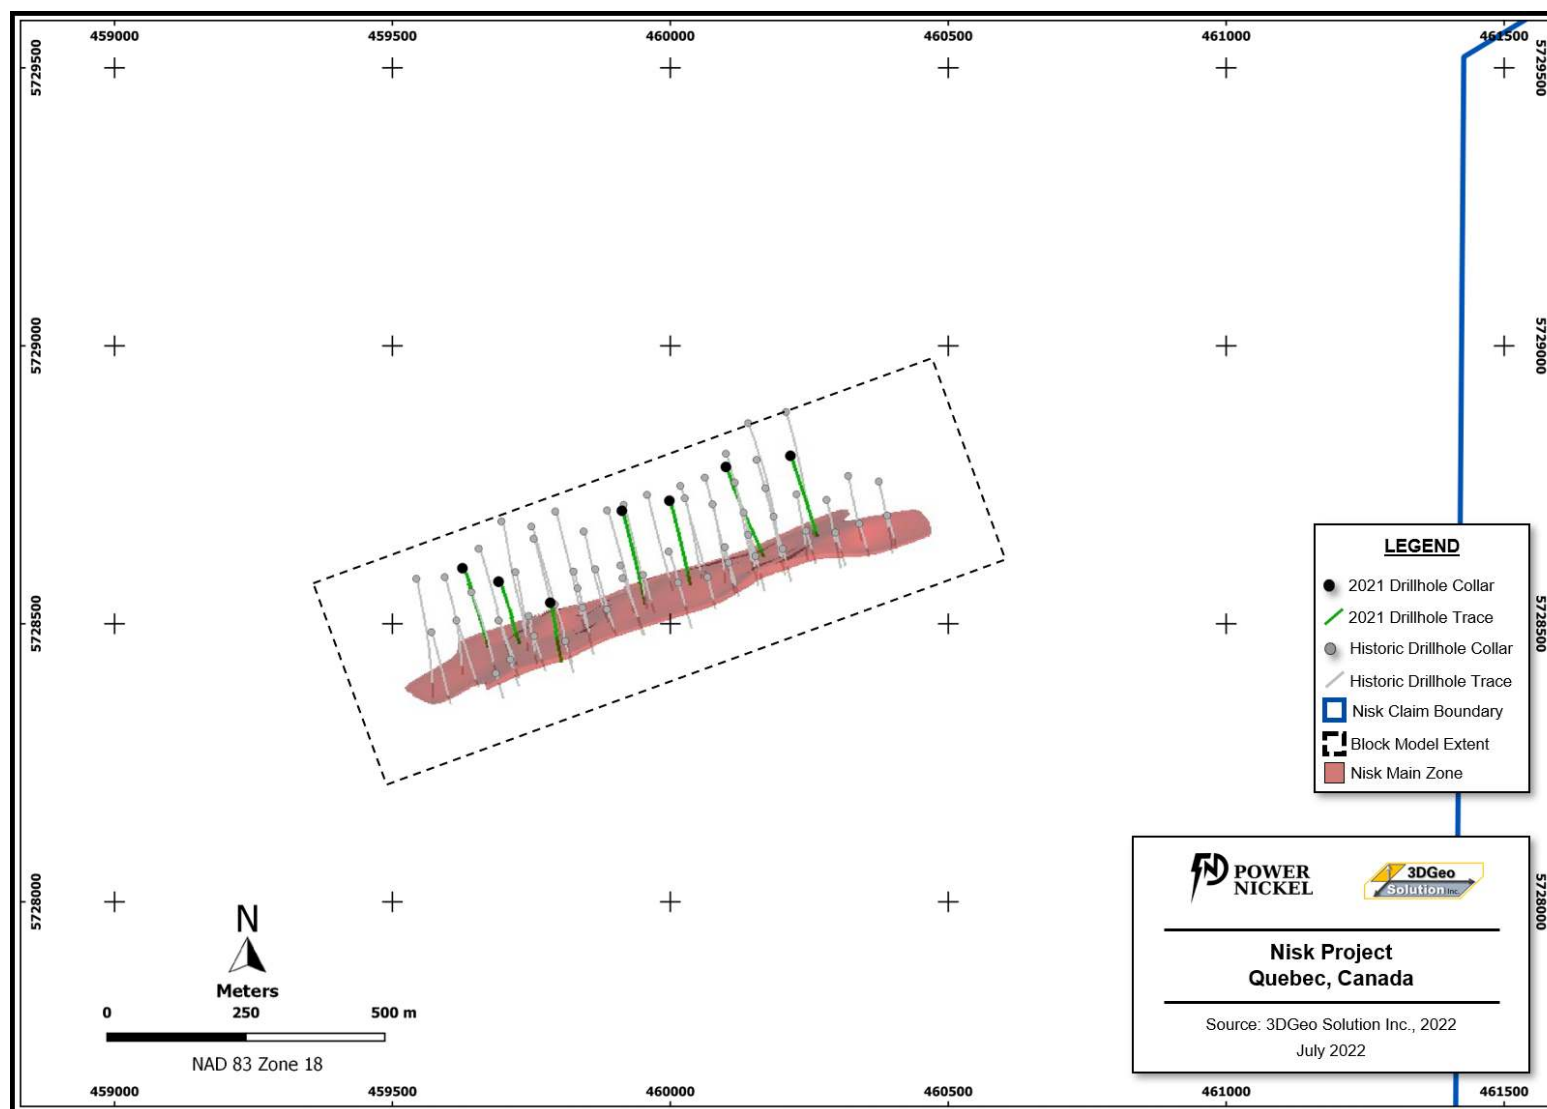 459000 459500 460000 460500 461000 461500
5729500 5729500
5729000 5729000
5728500 5728500
5728000 5728000
LEGEND
2021 Drillhole Collar
2021 Drillhole Trace
Historic Drillhole Collar
Historic Drillhole Trace
Nisk Claim Boundary
Block Model Extent
Nisk Main Zone
N
Meters
0 250 500 m
NAD 83 Zone 18
POWER
NICKEL
3DGeo
Solution Inc.
Nisk Project
Quebec, Canada
Source: 3DGeo Solution Inc., 2022
July 2022
459000 459500 460000 460500 461000 461500